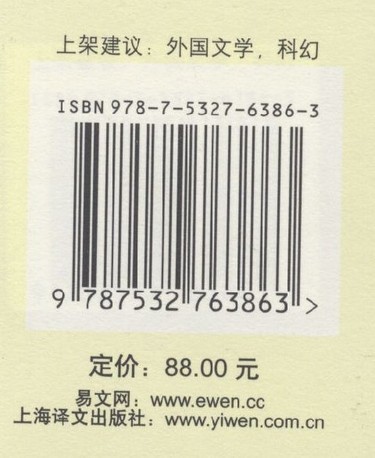 上架建议：外国文学，科幻
ISBN 978-7-5327-6386-3
9 787532 763863 >
定价：88.00 元
易文网：www.ewen.cc
上海译文出版社：www.yiwen.com.cn